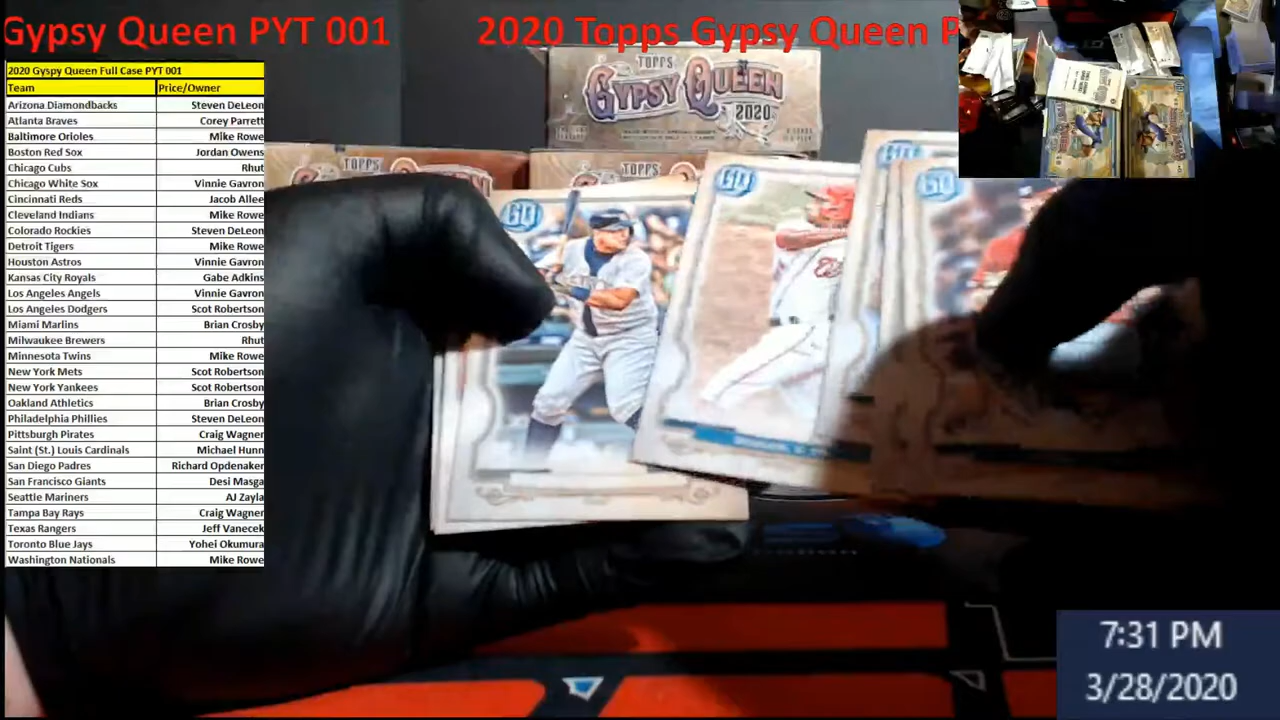 Gypsy Queen PYT 001 2020 Topps Gypsy Queen P
2020 Gyspy Queen Full Case PYT 001
Team Price/Owner
Arizona Diamondbacks Steven DeLeon
Atlanta Braves Corey Parrett
Baltimore Orioles Mike Rowe
Boston Red Sox Jordan Owens
Chicago Cubs Rhut
Chicago White Sox Vinnie Gavron
Cincinnati Reds Jacob Allee
Cleveland Indians Mike Rowe
Colorado Rockies Steven DeLeon
Detroit Tigers Mike Rowe
Houston Astros Vinnie Gavron
Kansas City Royals Gabe Adkins
Los Angeles Angels Vinnie Gavron
Los Angeles Dodgers Scot Robertson
Miami Marlins Brian Crosby
Milwaukee Brewers Rhut
Minnesota Twins Mike Rowe
New York Mets Scot Robertson
New York Yankees Scot Robertson
Oakland Athletics Brian Crosby
Philadelphia Phillies Steven DeLeon
Pittsburgh Pirates Craig Wagner
Saint (St.) Louis Cardinals Michael Hunn
San Diego Padres Richard Opdenaker
San Francisco Giants Desi Masga
Seattle Mariners AJ Zayla
Tampa Bay Rays Craig Wagner
Texas Rangers Jeff Vanecek
Toronto Blue Jays Yohei Okumura
Washington Nationals Mike Rowe
TOPPS
GYPSY QUEEN
2020
TOPPS
TOPPS
GQ
GQ
GQ
7:31 PM
3/28/2020